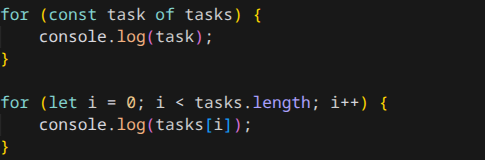 for (const task of tasks) {
    console.log(task);
}

for (let i = 0; i < tasks.length; i++) {
    console.log(tasks[i]);
}